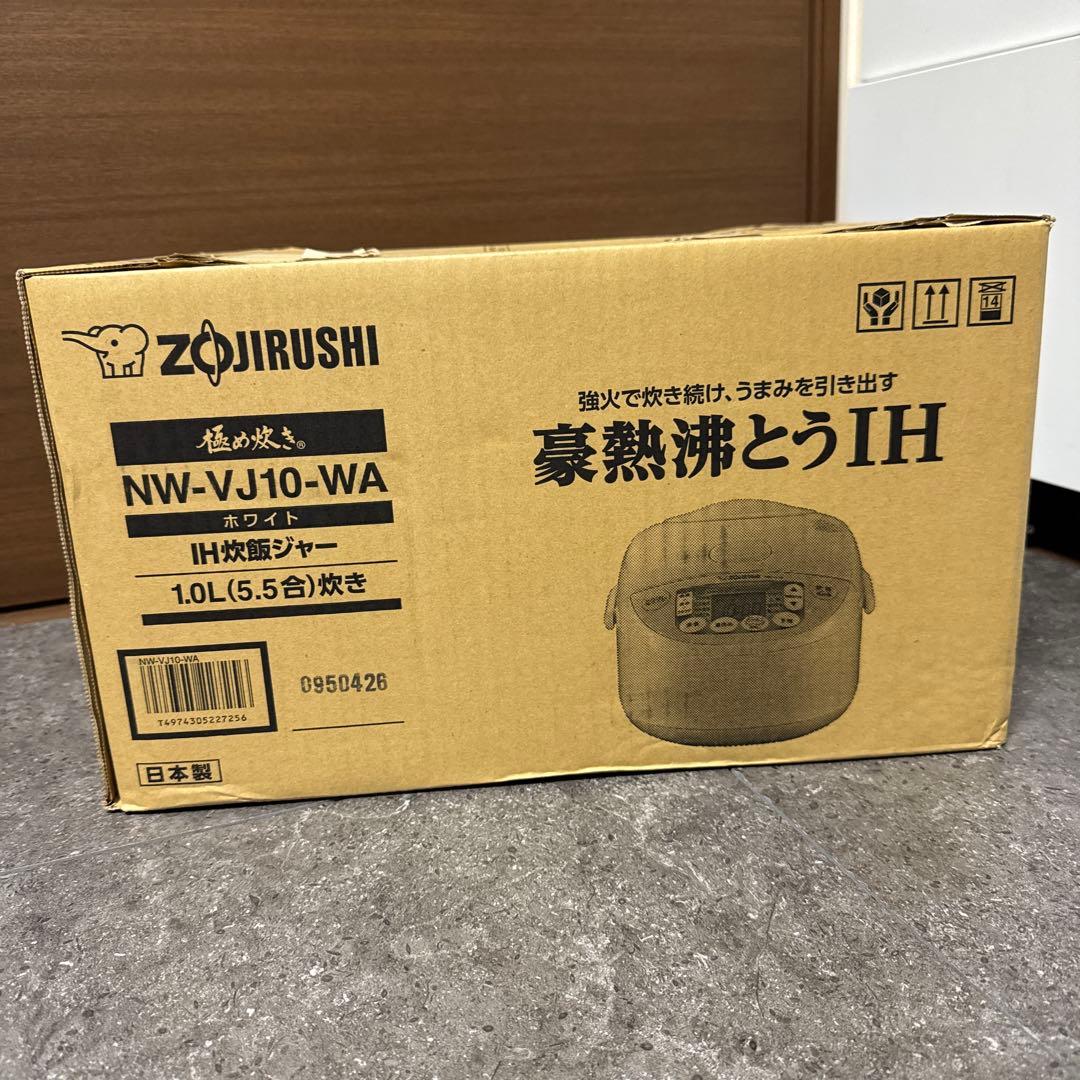 ZOJIRUSHI
極め炊き®
NW-VJ10-WA
ホワイト
IH炊飯ジャー
1.0L(5.5合)炊き
NW-VJ10-WA
T4974305227256
0950426
日本製
14
強火で炊き続け、うまみを引き出す
豪熱沸とうIH
ZOJIRUSHI